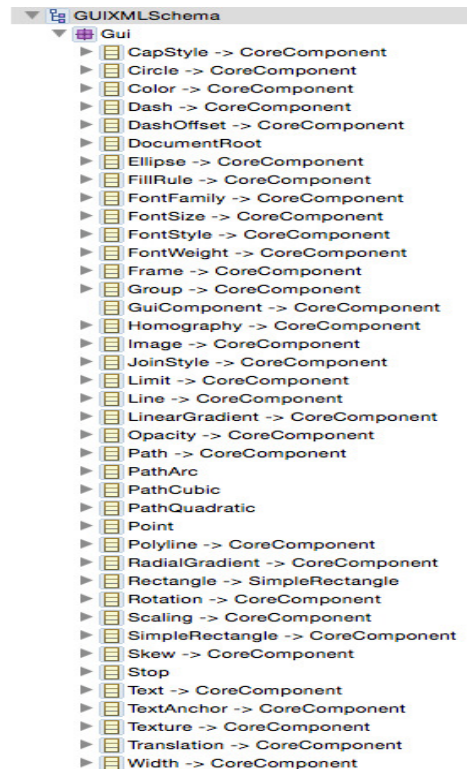 GUIXMLSchema
Gui
CapStyle -> CoreComponent
Circle -> CoreComponent
Color -> CoreComponent
Dash -> CoreComponent
DashOffset -> CoreComponent
DocumentRoot
Ellipse -> CoreComponent
FillRule -> CoreComponent
FontFamily -> CoreComponent
FontSize -> CoreComponent
FontStyle -> CoreComponent
FontWeight -> CoreComponent
Frame -> CoreComponent
Group -> CoreComponent
GuiComponent -> CoreComponent
Homography -> CoreComponent
Image -> CoreComponent
JoinStyle -> CoreComponent
Limit -> CoreComponent
Line -> CoreComponent
LinearGradient -> CoreComponent
Opacity -> CoreComponent
Path -> CoreComponent
PathArc
PathCubic
PathQuadratic
Point
Polyline -> CoreComponent
RadialGradient -> CoreComponent
Rectangle -> SimpleRectangle
Rotation -> CoreComponent
Scaling -> CoreComponent
SimpleRectangle -> CoreComponent
Skew -> CoreComponent
Stop
Text -> CoreComponent
TextAnchor -> CoreComponent
Texture -> CoreComponent
Translation -> CoreComponent
Width -> CoreComponent